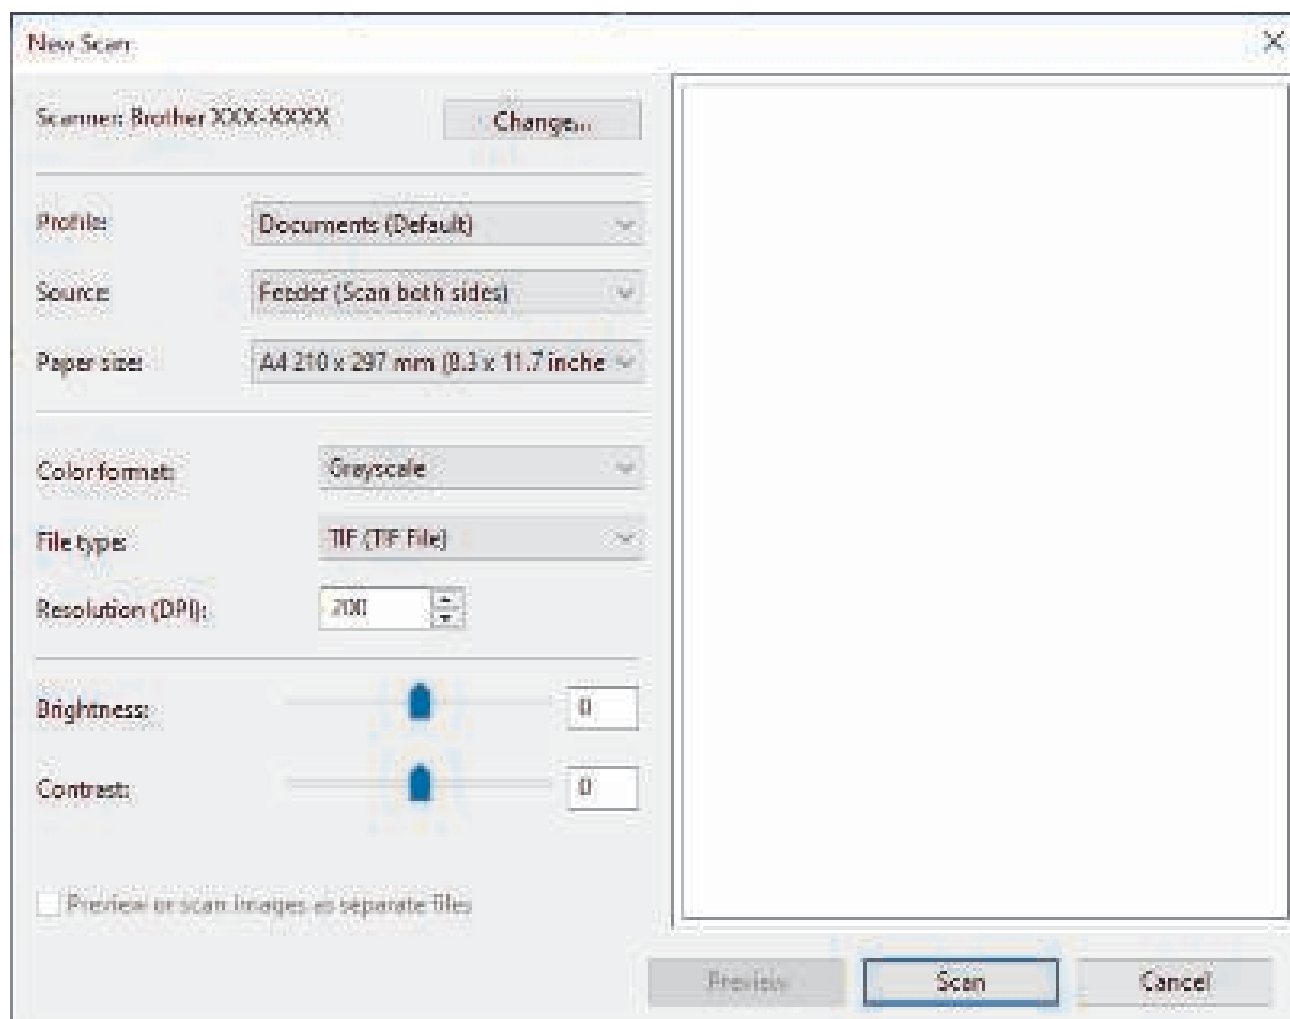 New Scan
Scanner: Brother XXX-XXXX
Change...
Profile: Documents (Default)
Source: Feeder (Scan both sides)
Paper size: A4 210 x 297 mm (8.3 x 11.7 inche
Color format: Grayscale
File type: TIF (TIF File)
Resolution (DPI): 200
Brightness: 0
Contrast: 0
Preview or scan images as separate files
Preview Scan Cancel